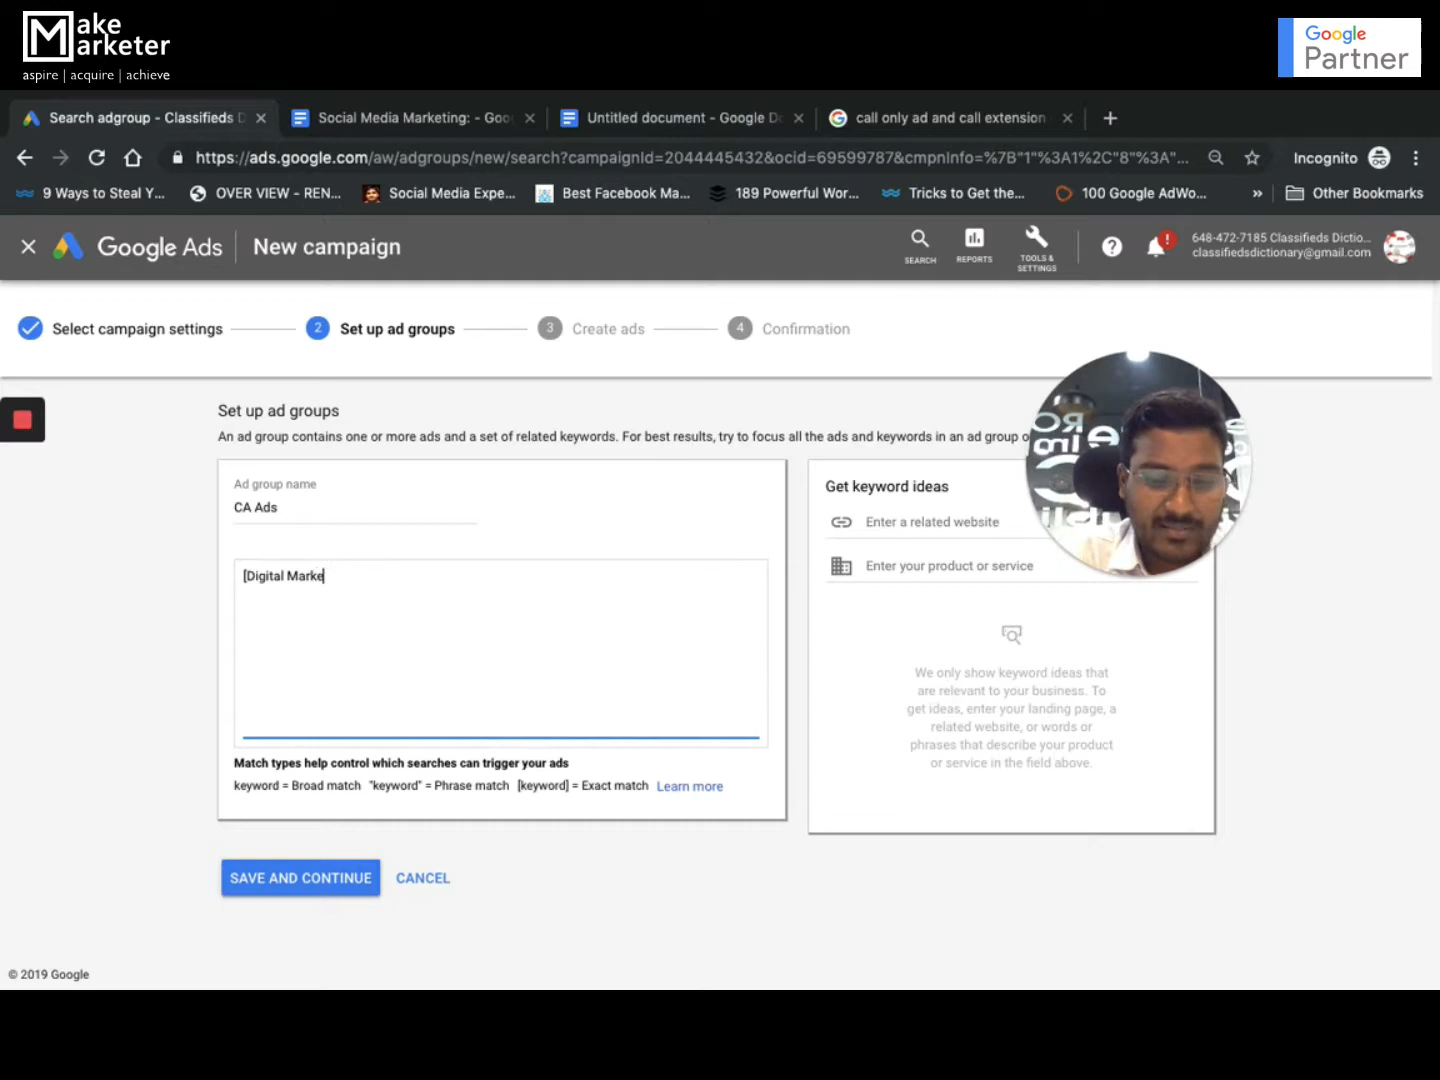 Make
Marketer
aspire | acquire | achieve
Google
Partner
Search adgroup - Classifieds D
Social Media Marketing: - Goo
Untitled document - Google Do
call only ad and call extension
https://ads.google.com/aw/adgroups/new/search?campaignId=2044445432&ocid=69599787&cmpnInfo=%7B"1"%3A1%2C"8"%3A"...
Incognito
9 Ways to Steal Y...
OVER VIEW - REN...
Social Media Expe...
Best Facebook Ma...
189 Powerful Wor...
Tricks to Get the...
100 Google AdWo...
»
Other Bookmarks
Google Ads
New campaign
SEARCH
REPORTS
TOOLS &
SETTINGS
648-472-7185 Classifieds Dictio...
classifiedsdictionary@gmail.com
Select campaign settings
2
Set up ad groups
3
Create ads
4
Confirmation
Set up ad groups
An ad group contains one or more ads and a set of related keywords. For best results, try to focus all the ads and keywords in an ad group o
Ad group name
CA Ads
[Digital Marke
Match types help control which searches can trigger your ads
keyword = Broad match "keyword" = Phrase match [keyword] = Exact match Learn more
Get keyword ideas
Enter a related website
Enter your product or service
We only show keyword ideas that
are relevant to your business. To
get ideas, enter your landing page, a
related website, or words or
phrases that describe your product
or service in the field above.
SAVE AND CONTINUE
CANCEL
© 2019 Google